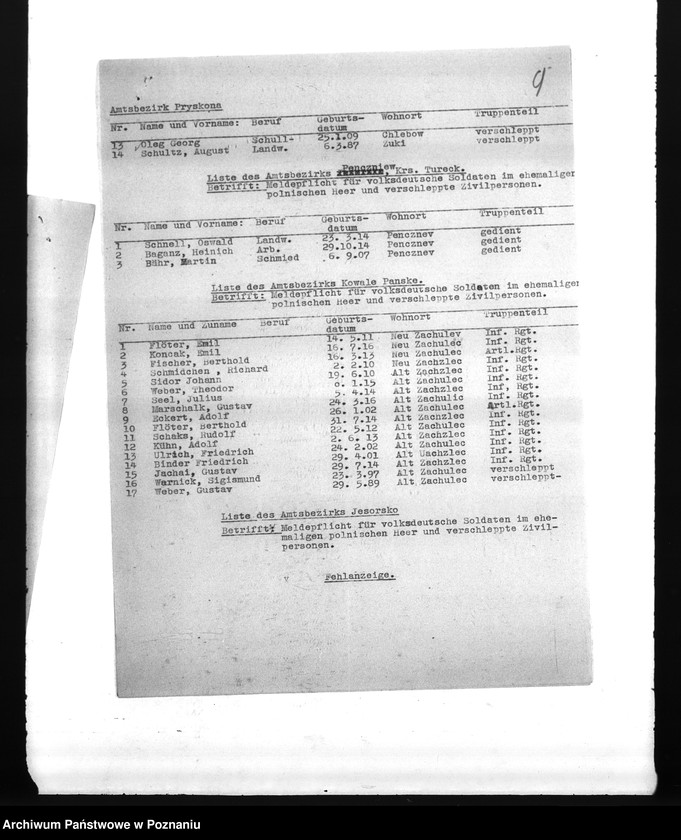 9
Amtsbezirk Pryskona
Nr. Name und Vorname: Beruf Geburts-datum Wohnort Truppenteil
13 Oleg Georg Schull- 25.1.09 Chlebow verschleppt
14 Schultz, August Landw. 6.3.87 Zuki verschleppt
Penczniew
Liste des Amtsbezirks , Krs. Tureck.
Betrifft: Meldepflicht für volksdeutsche Soldaten im ehemaligen
polnischen Heer und verschleppte Zivilpersonen.
Nr. Name und Vorname: Beruf Geburts-datum Wohnort Truppenteil
1 Schnell, Oswald Landw. 23. 3.14 Pencznev gedient
2 Baganz, Heinich Arb. 29.10.14 Pencznev gedient
3 Bähr, Martin Schmied 6. 9.07 Pencznev gedient
Liste des Amtsbezirks Kowale Panske.
Betrifft: Meldepflicht für volksdeutsche Soldaten im ehemaligen
polnischen Heer und verschleppte Zivilpersonen.
Nr. Name und Zuname Beruf Geburts-datum Wohnort Truppenteil
1 Flöter, Emil 14. 5.11 Neu Zachulev Inf. Rgt.
2 Koncak, Emil 16. 7.16 Neu Zachulec Inf. Rgt.
3 Fischer, Berthold 16. 3.13 Neu Zachulec Artl.Rgt.
4 Schmidchen , Richard 2. 2.10 Neu Zachzlec Inf. Rgt.
5 Sidor Johann 19. 6.10 Alt Zachzlec Inf. Rgt.
6 Weber, Theodor 1.15 Alt Zachulec Inf. Rgt.
7 Seel, Julius 5. 4.14 Alt Zachzlec Inf, Rgt.
8 Marschalk, Gustav 24. 3.16 Alt Zachulic Inf. Rgt.
9 Eckert, Adolf 26. 1.02 Alt Zachulec Artl.Rgt.
10 Flöter, Berthold 31. 7.14 Alt Zachulec Inf. Rgt.
11 Schaks, Rudolf 22. 5.12 Alt Zachzlec Inf. Rgt.
12 Kühn, Adolf 2. 6. 13 Alt Zachulec Inf. Rgt.
13 Ulrich, Friedrich 24. 2.02 Alt Zachzlec Inf. Rgt.
14 Binder Friedrich 29. 4.01 Alt Zachzlec Inf. Rgt.
15 Jachai, Gustav 29. 7.14 Alt Zachzlec Inf. Rgt.
16 Warnick, Sigismund 23. 3.97 Alt Zachulec verschleppt
17 Weber, Gustav 29. 5.89 Alt Zachulec verschleppt-
Liste des Amtsbezirks Jesorsko
Betrifft: Meldepflicht für volksdeutsche Soldaten im ehe-
maligen polnischen Heer und verschleppte Zivil-
personen.
Fehlanzeige.
Archiwum Państwowe w Poznaniu